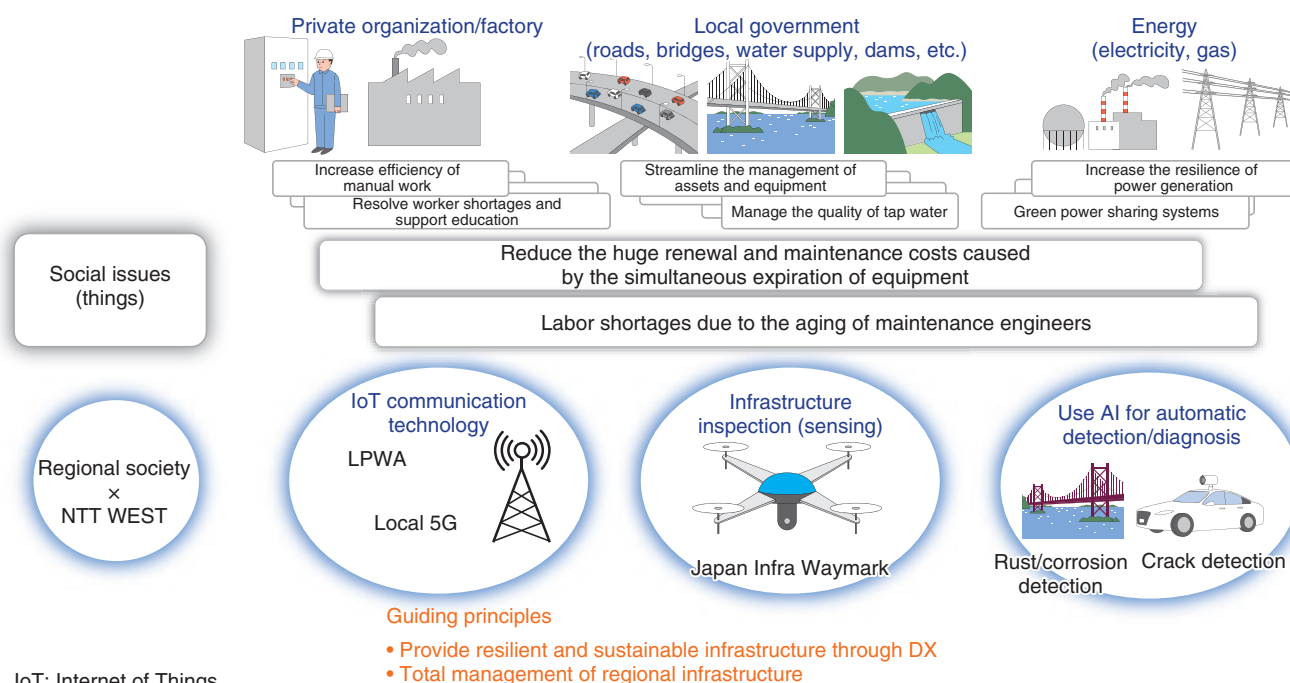 Private organization/factory
Local government
(roads, bridges, water supply, dams, etc.)
Energy
(electricity, gas)
Increase efficiency of
manual work
Resolve worker shortages and
support education
Streamline the management of
assets and equipment
Manage the quality of tap water
Increase the resilience of
power generation
Green power sharing systems
Social issues
(things)
Reduce the huge renewal and maintenance costs caused
by the simultaneous expiration of equipment
Labor shortages due to the aging of maintenance engineers
Regional society
×
NTT WEST
IoT communication
technology
LPWA
Local 5G
Infrastructure
inspection (sensing)
Japan Infra Waymark
Use AI for automatic
detection/diagnosis
Rust/corrosion
detection
Crack detection
Guiding principles
• Provide resilient and sustainable infrastructure through DX
• Total management of regional infrastructure
IoT: Internet of Things